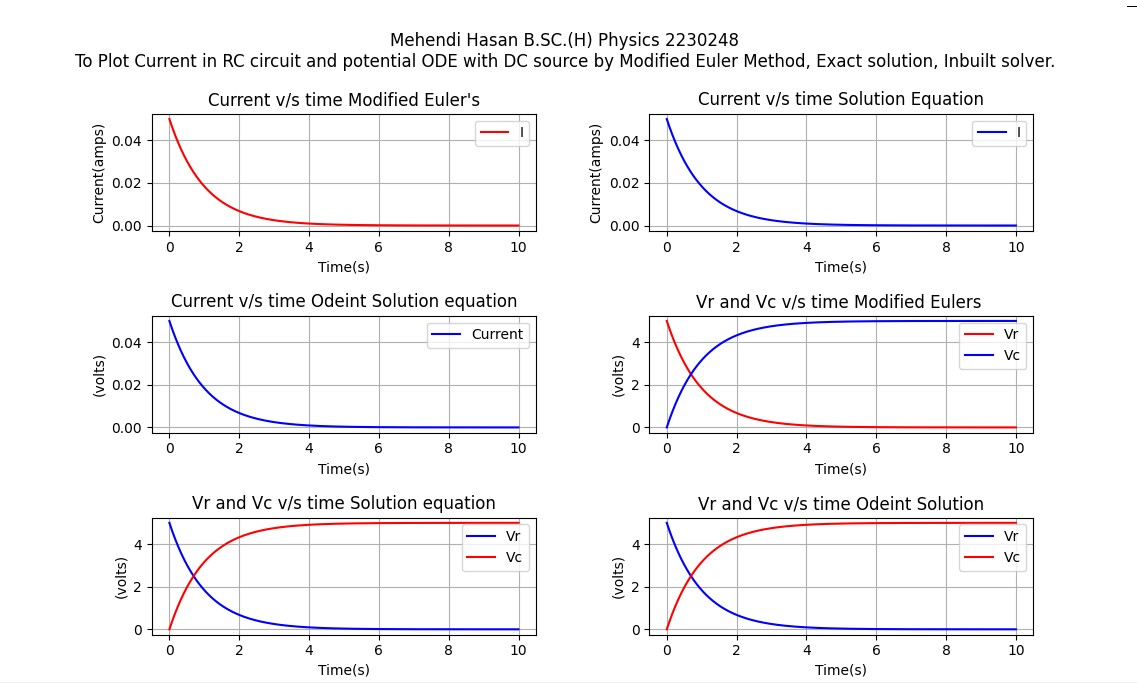 Mehendi Hasan B.SC.(H) Physics 2230248
To Plot Current in RC circuit and potential ODE with DC source by Modified Euler Method, Exact solution, Inbuilt solver.
Current v/s time Modified Euler's
Current(amps)
0.04
0.02
0.00
I
0 2 4 6 8 10
Time(s)
Current v/s time Solution Equation
Current(amps)
0.04
0.02
0.00
I
0 2 4 6 8 10
Time(s)
Current v/s time Odeint Solution equation
(volts)
0.04
0.02
0.00
Current
0 2 4 6 8 10
Time(s)
Vr and Vc v/s time Modified Eulers
(volts)
4
2
0
Vr
Vc
0 2 4 6 8 10
Time(s)
Vr and Vc v/s time Solution equation
(volts)
4
2
0
Vr
Vc
0 2 4 6 8 10
Time(s)
Vr and Vc v/s time Odeint Solution
(volts)
4
2
0
Vr
Vc
0 2 4 6 8 10
Time(s)